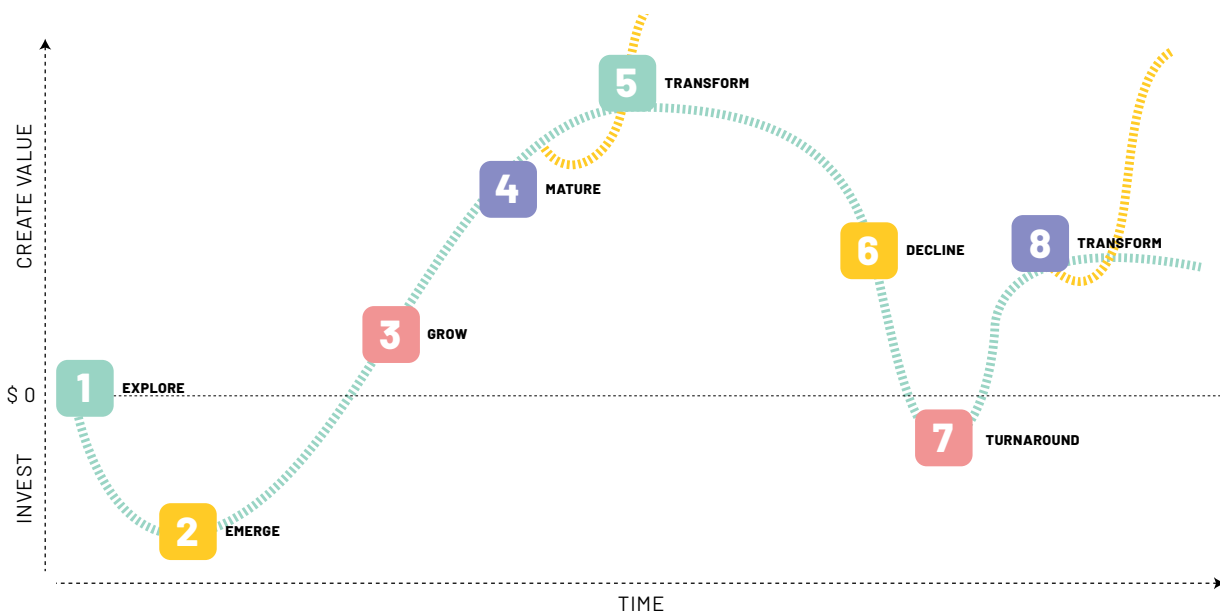 CREATE VALUE
$ 0
INVEST
1 EXPLORE
2 EMERGE
3 GROW
4 MATURE
5 TRANSFORM
6 DECLINE
7 TURNAROUND
8 TRANSFORM
TIME